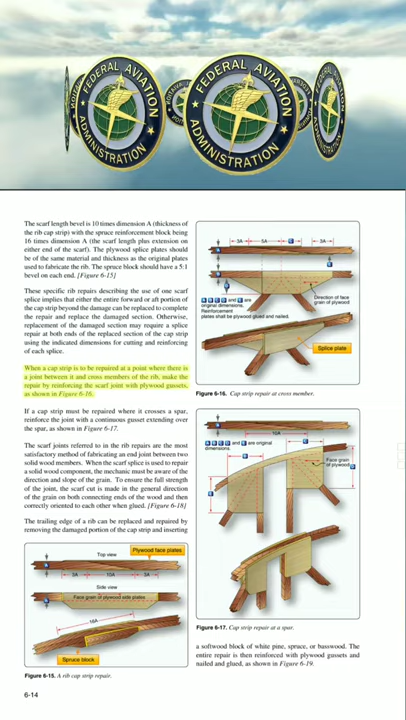 FEDERAL AVIATION
ADMINISTRATION
FEDERAL AVIATION
ADMINISTRATION
The scarf length bevel is 10 times dimension A (thickness of
the rib cap strip) with the spruce reinforcement block being
16 times dimension A (the scarf length plus extension on
either end of the scarf). The plywood splice plates should
be of the same material and thickness as the original plates
used to fabricate the rib. The spruce block should have a 5:1
bevel on each end. [Figure 6-15]
These specific rib repairs describing the use of one scarf
splice implies that either the entire forward or aft portion of
the cap strip beyond the damage can be replaced to complete
the repair and replace the damaged section. Otherwise,
replacement of the damaged section may require a splice
repair at both ends of the replaced section of the cap strip
using the indicated dimensions for cutting and reinforcing
of each splice.
When a cap strip is to be repaired at a point where there is
a joint between it and cross members of the rib, make the
repair by reinforcing the scarf joint with plywood gussets,
as shown in Figure 6-16.
If a cap strip must be repaired where it crosses a spar,
reinforce the joint with a continuous gusset extending over
the spar, as shown in Figure 6-17.
The scarf joints referred to in the rib repairs are the most
satisfactory method of fabricating an end joint between two
solid wood members. When the scarf splice is used to repair
a solid wood component, the mechanic must be aware of the
direction and slope of the grain. To ensure the full strength
of the joint, the scarf cut is made in the general direction
of the grain on both connecting ends of the wood and then
correctly oriented to each other when glued. [Figure 6-18]
The trailing edge of a rib can be replaced and repaired by
removing the damaged portion of the cap strip and inserting
Top view
Plywood face plates
3A 10A 3A
Side view
Face grain of plywood side plates
16A
Spruce block
Figure 6-15. A rib cap strip repair.
6-14
3A 5A 3A
and are
original dimensions.
Reinforcement
plates shall be plywood glued and nailed.
Direction of face
grain of plywood
Splice plate
Figure 6-16. Cap strip repair at cross member.
10A
and are original
dimensions.
Face grain
of plywood
Figure 6-17. Cap strip repair at a spar.
a softwood block of white pine, spruce, or basswood. The
entire repair is then reinforced with plywood gussets and
nailed and glued, as shown in Figure 6-19.